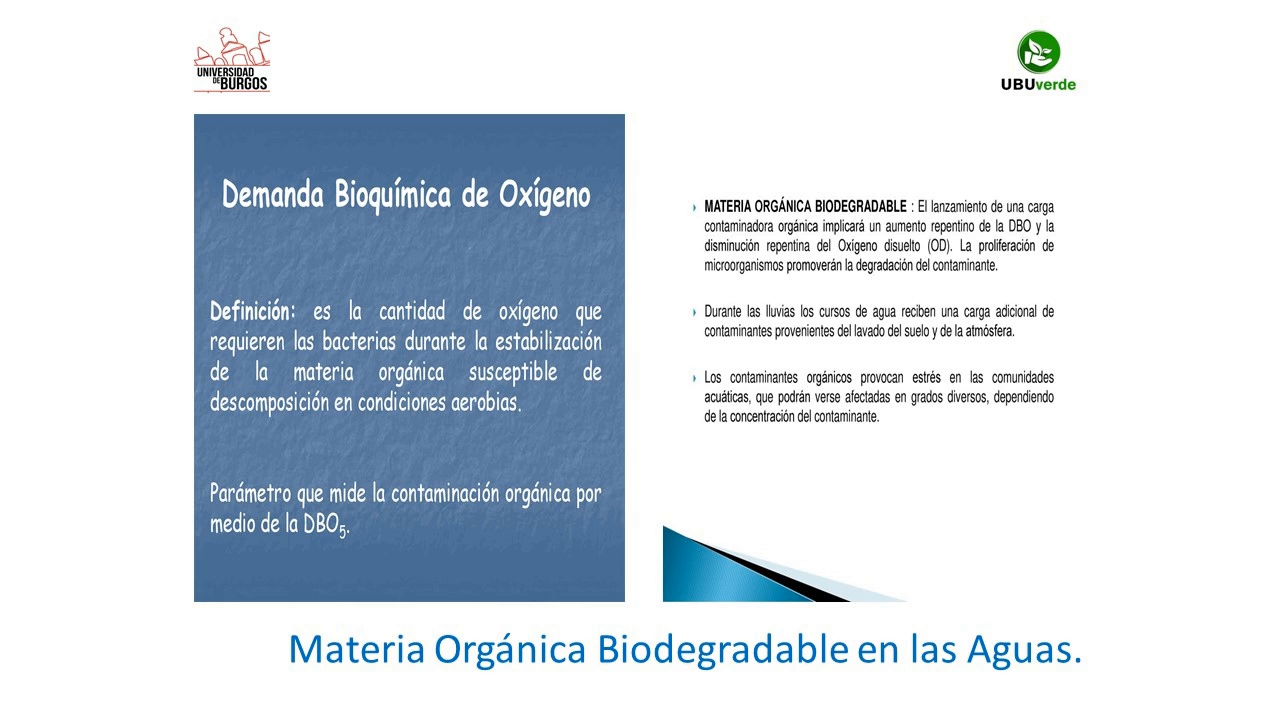 UNIVERSIDAD
DE BURGOS
UBUverde
Demanda Bioquímica de Oxígeno
Definición: es la cantidad de oxígeno que
requieren las bacterias durante la estabilización
de la materia orgánica susceptible de
descomposición en condiciones aerobias.
Parámetro que mide la contaminación orgánica por
medio de la DBO₅.
MATERIA ORGÁNICA BIODEGRADABLE : El lanzamiento de una carga
contaminadora orgánica implicará un aumento repentino de la DBO y la
disminución repentina del Oxígeno disuelto (OD). La proliferación de
microorganismos promoverán la degradación del contaminante.
Durante las lluvias los cursos de agua reciben una carga adicional de
contaminantes provenientes del lavado del suelo y de la atmósfera.
Los contaminantes orgánicos provocan estrés en las comunidades
acuáticas, que podrán verse afectadas en grados diversos, dependiendo
de la concentración del contaminante.
Materia Orgánica Biodegradable en las Aguas.